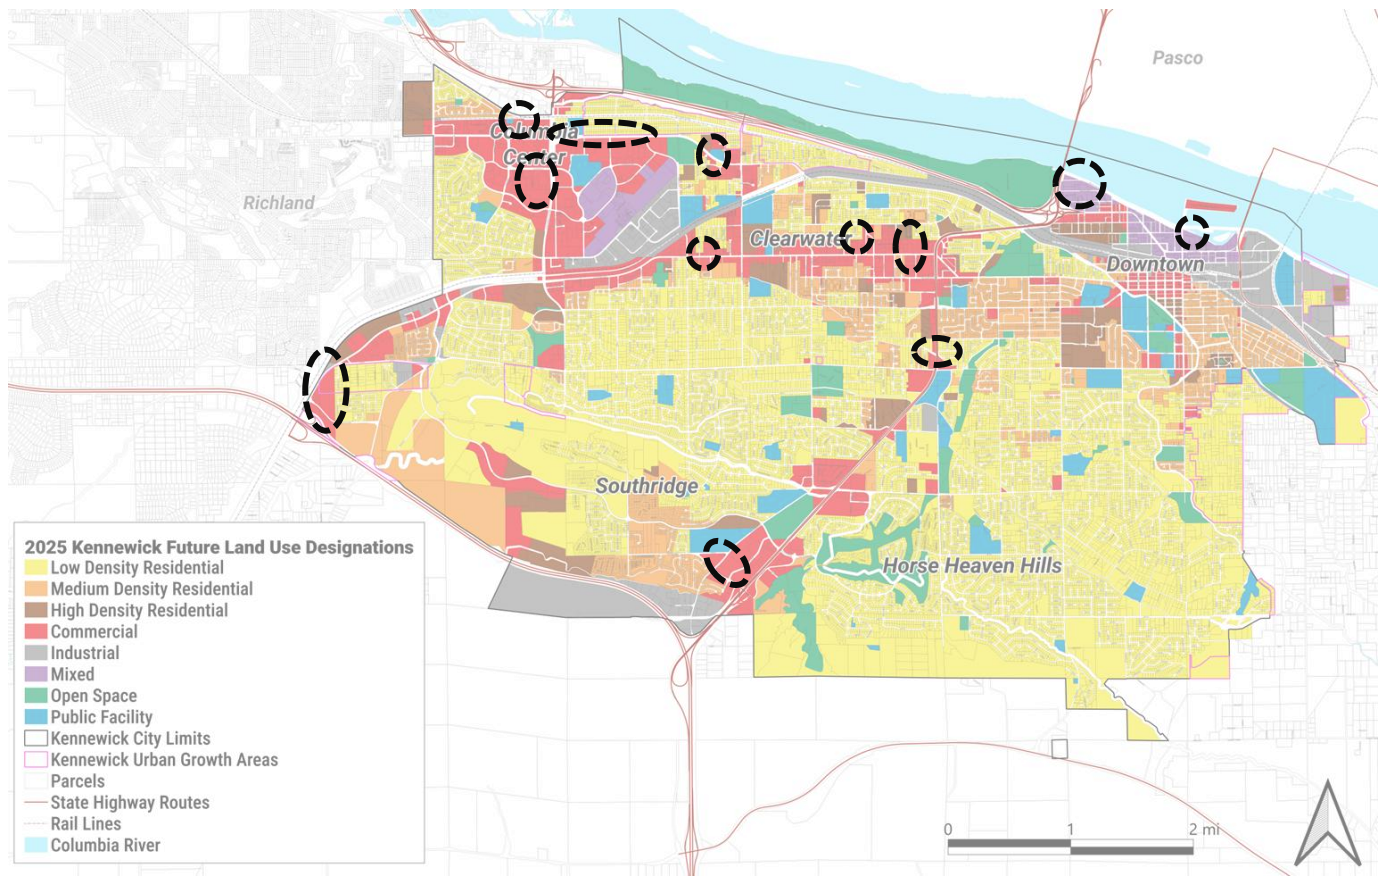 Pasco
Columbia
Center
Richland
Clearwater
Downtown
Southridge
Horse Heaven Hills
2025 Kennewick Future Land Use Designations
Low Density Residential
Medium Density Residential
High Density Residential
Commercial
Industrial
Mixed
Open Space
Public Facility
Kennewick City Limits
Kennewick Urban Growth Areas
Parcels
State Highway Routes
Rail Lines
Columbia River
0 1 2 mi